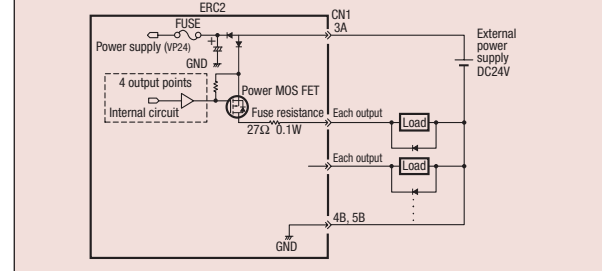 ERC2
CN1
FUSE
3A
Power supply (VP24)
+
GND
External
power
supply
DC24V
4 output points
Internal circuit
Power MOS FET
Fuse resistance
27Ω 0.1W
Each output
Load
Each output
Load
4B, 5B
GND